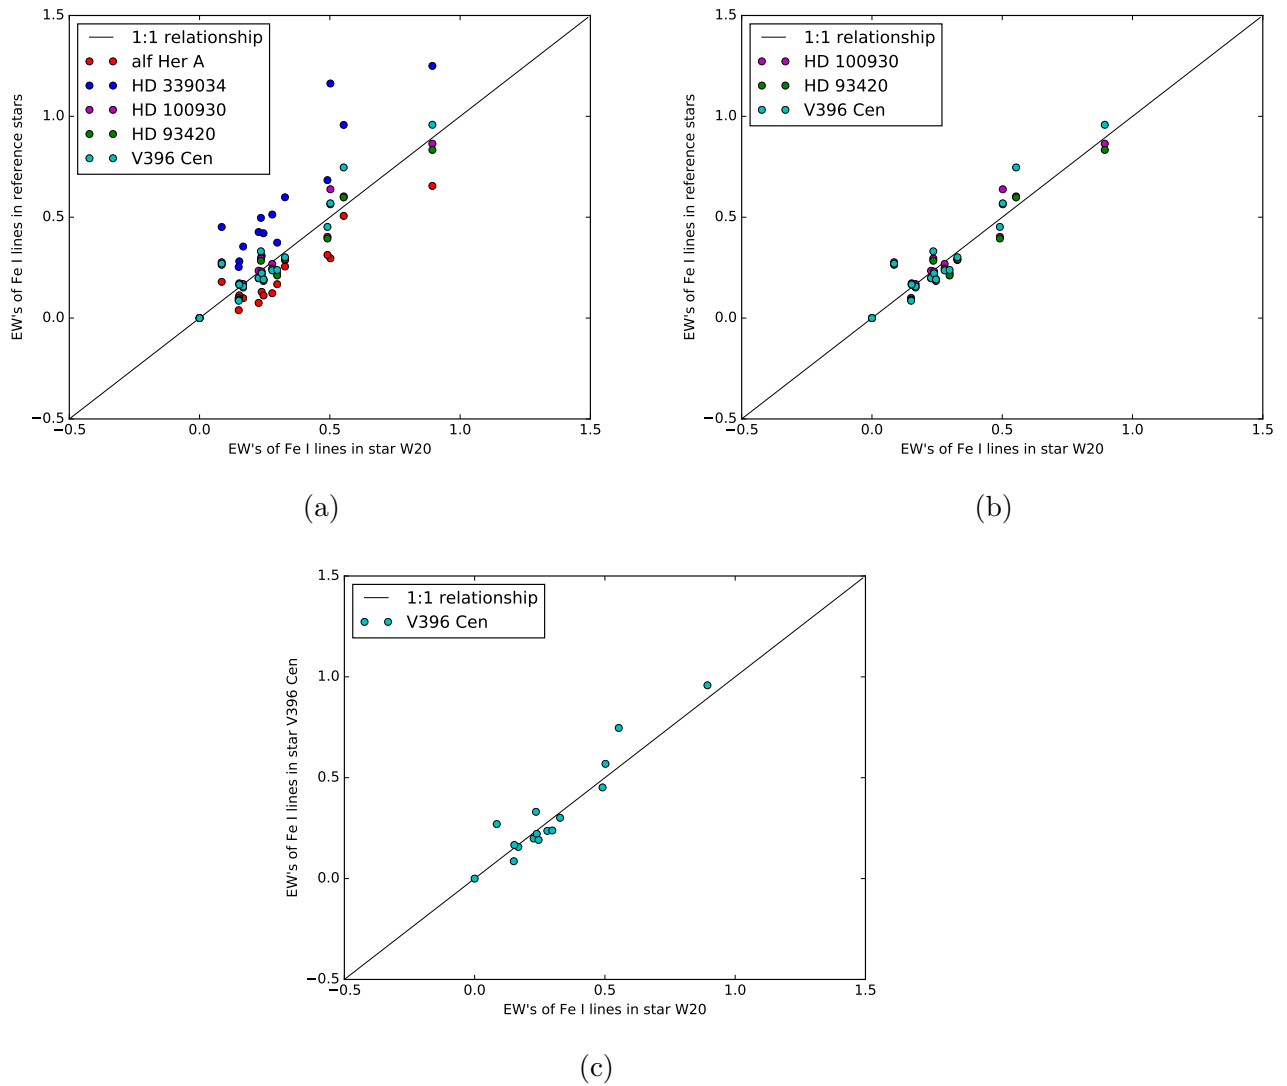 1.5
1.0
0.5
0.0
−0.5
−0.5 0.0 0.5 1.0 1.5
EW's of Fe I lines in reference stars
EW's of Fe I lines in star W20
1:1 relationship
alf Her A
HD 339034
HD 100930
HD 93420
V396 Cen
(a)
1.5
1.0
0.5
0.0
−0.5
−0.5 0.0 0.5 1.0 1.5
EW's of Fe I lines in reference stars
EW's of Fe I lines in star W20
1:1 relationship
HD 100930
HD 93420
V396 Cen
(b)
1.5
1.0
0.5
0.0
−0.5
−0.5 0.0 0.5 1.0 1.5
EW's of Fe I lines in star V396 Cen
EW's of Fe I lines in star W20
1:1 relationship
V396 Cen
(c)